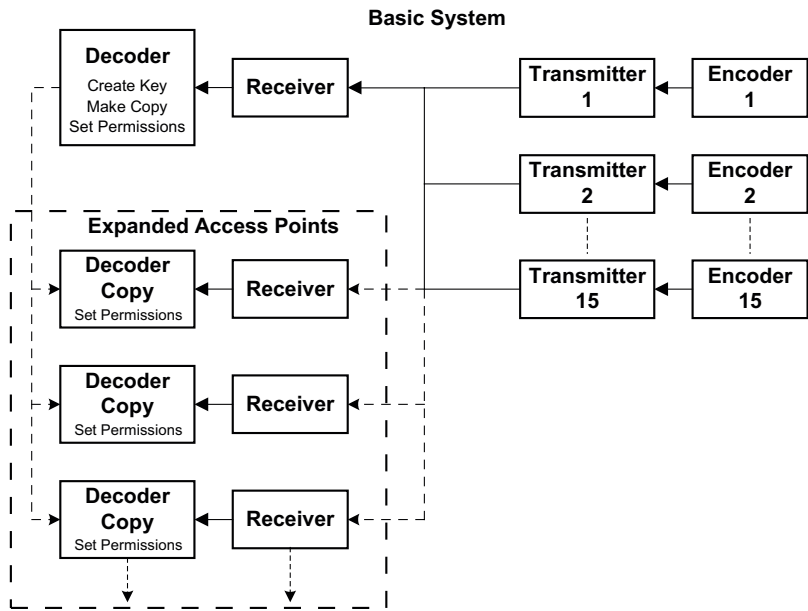 Basic System
Decoder
Create Key
Make Copy
Set Permissions
Receiver
Transmitter
1
Encoder
1
Transmitter
2
Encoder
2
Expanded Access Points
Decoder
Copy
Set Permissions
Receiver
Transmitter
15
Encoder
15
Decoder
Copy
Set Permissions
Receiver
Decoder
Copy
Set Permissions
Receiver